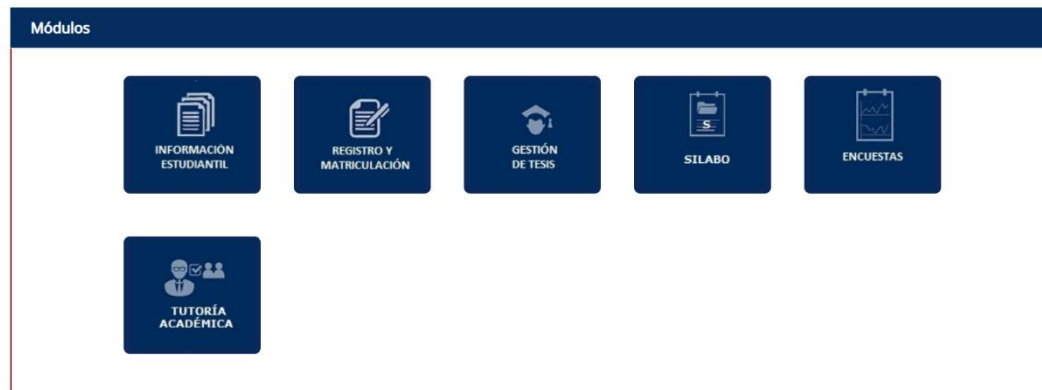 Módulos
INFORMACIÓN
ESTUDIANTIL
REGISTRO Y
MATRICULACIÓN
GESTIÓN
DE TESIS
S
SILABO
ENCUESTAS
TUTORÍA
ACADÉMICA